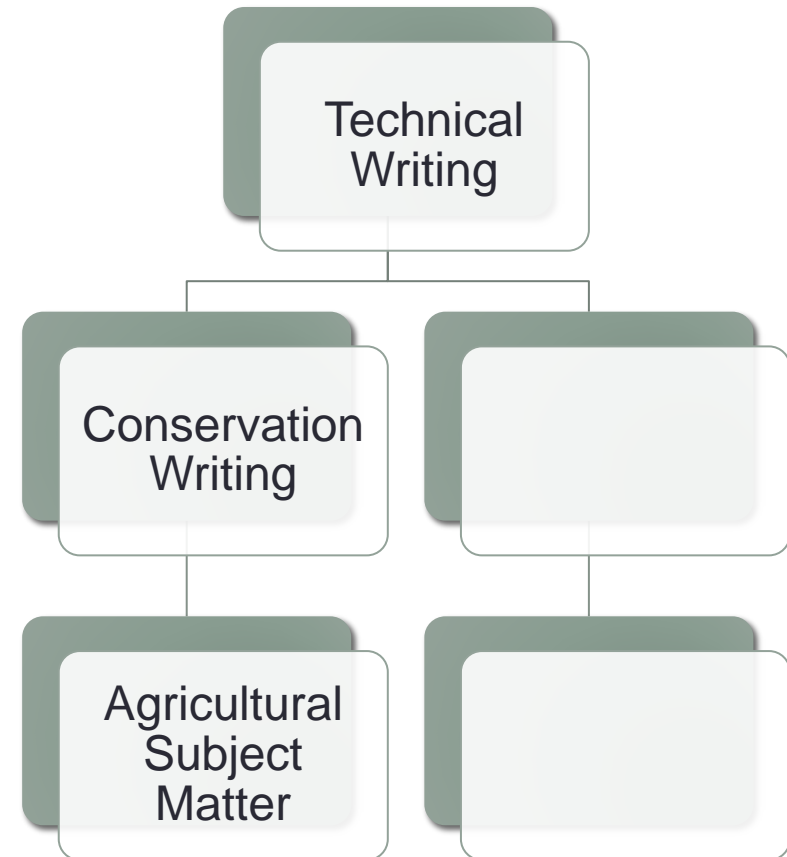 Technical
Writing
Conservation
Writing
Agricultural
Subject
Matter